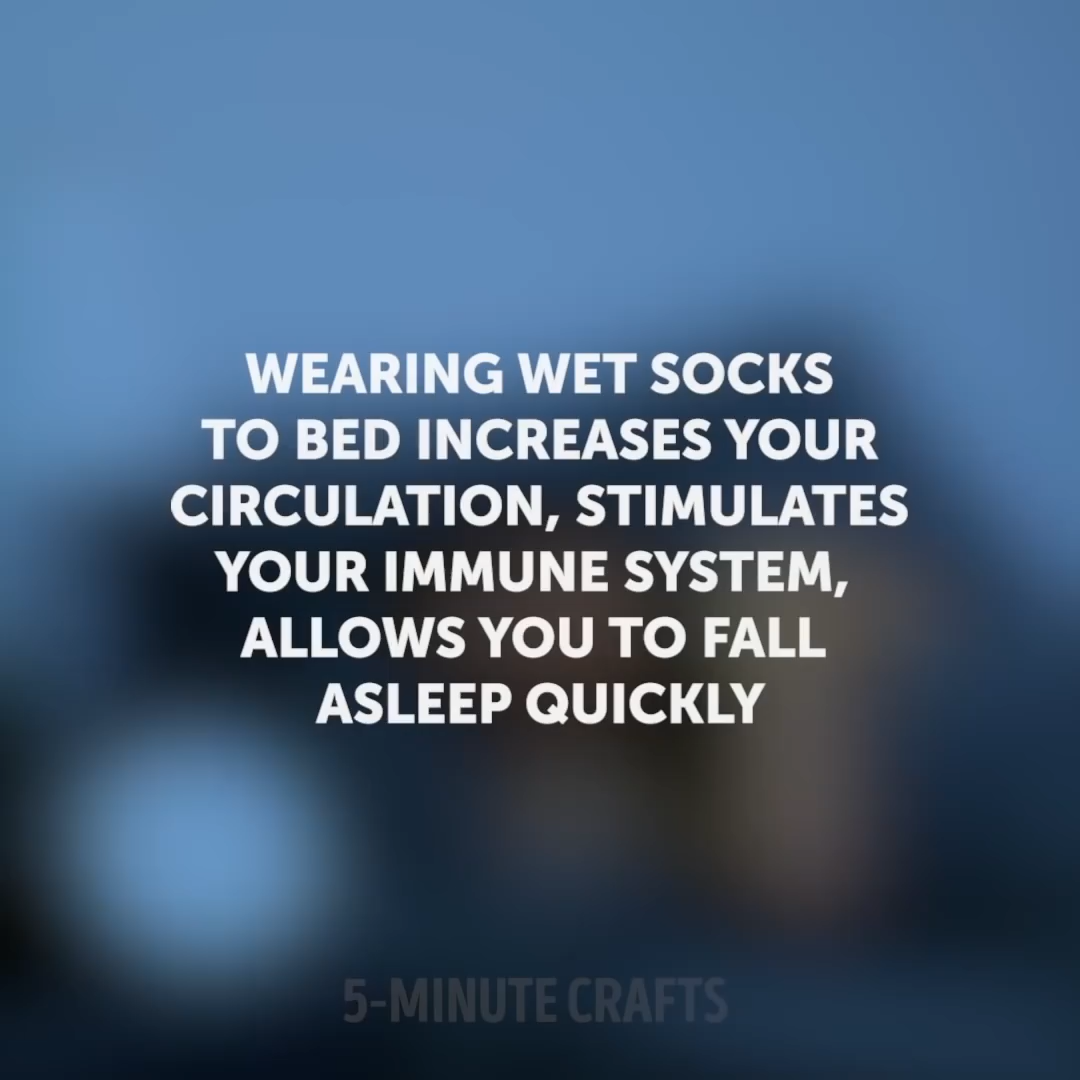 WEARING WET SOCKS
TO BED INCREASES YOUR
CIRCULATION, STIMULATES
YOUR IMMUNE SYSTEM,
ALLOWS YOU TO FALL
ASLEEP QUICKLY
5-MINUTE CRAFTS